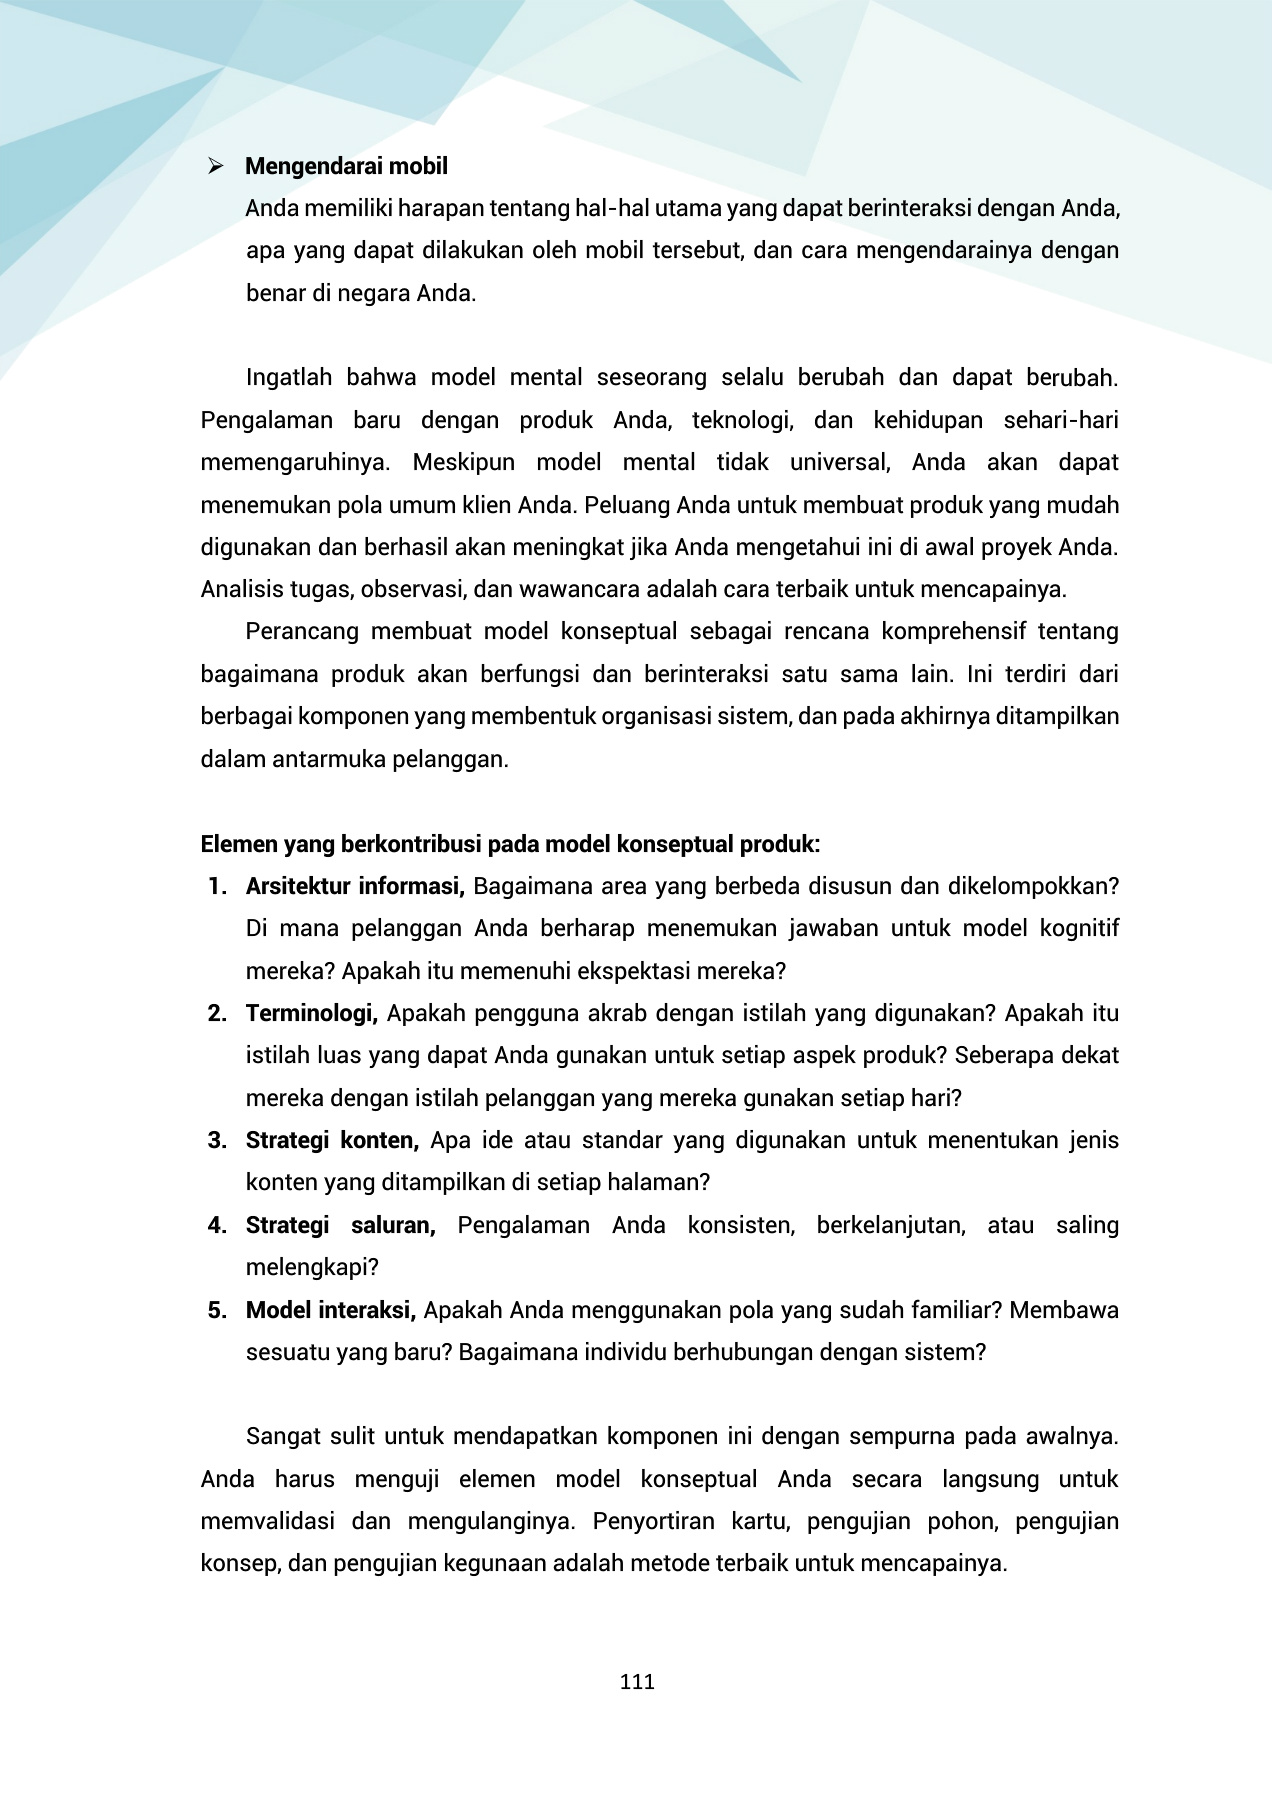 ➢ Mengendarai mobil
Anda memiliki harapan tentang hal-hal utama yang dapat berinteraksi dengan Anda,
apa yang dapat dilakukan oleh mobil tersebut, dan cara mengendarainya dengan
benar di negara Anda.
Ingatlah bahwa model mental seseorang selalu berubah dan dapat berubah.
Pengalaman baru dengan produk Anda, teknologi, dan kehidupan sehari-hari
memengaruhinya. Meskipun model mental tidak universal, Anda akan dapat
menemukan pola umum klien Anda. Peluang Anda untuk membuat produk yang mudah
digunakan dan berhasil akan meningkat jika Anda mengetahui ini di awal proyek Anda.
Analisis tugas, observasi, dan wawancara adalah cara terbaik untuk mencapainya.
Perancang membuat model konseptual sebagai rencana komprehensif tentang
bagaimana produk akan berfungsi dan berinteraksi satu sama lain. Ini terdiri dari
berbagai komponen yang membentuk organisasi sistem, dan pada akhirnya ditampilkan
dalam antarmuka pelanggan.
Elemen yang berkontribusi pada model konseptual produk:
1. Arsitektur informasi, Bagaimana area yang berbeda disusun dan dikelompokkan?
Di mana pelanggan Anda berharap menemukan jawaban untuk model kognitif
mereka? Apakah itu memenuhi ekspektasi mereka?
2. Terminologi, Apakah pengguna akrab dengan istilah yang digunakan? Apakah itu
istilah luas yang dapat Anda gunakan untuk setiap aspek produk? Seberapa dekat
mereka dengan istilah pelanggan yang mereka gunakan setiap hari?
3. Strategi konten, Apa ide atau standar yang digunakan untuk menentukan jenis
konten yang ditampilkan di setiap halaman?
4. Strategi saluran, Pengalaman Anda konsisten, berkelanjutan, atau saling
melengkapi?
5. Model interaksi, Apakah Anda menggunakan pola yang sudah familiar? Membawa
sesuatu yang baru? Bagaimana individu berhubungan dengan sistem?
Sangat sulit untuk mendapatkan komponen ini dengan sempurna pada awalnya.
Anda harus menguji elemen model konseptual Anda secara langsung untuk
memvalidasi dan mengulanginya. Penyortiran kartu, pengujian pohon, pengujian
konsep, dan pengujian kegunaan adalah metode terbaik untuk mencapainya.
111